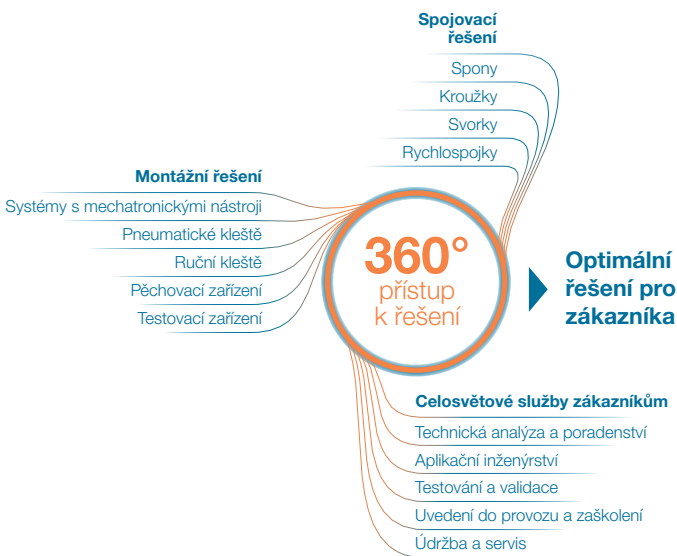 Spojovací
řešení
Spony
Kroužky
Svorky
Rychlospojky
Montážní řešení
Systémy s mechatronickými nástroji
Pneumatické kleště
Ruční kleště
Pěchovací zařízení
Testovací zařízení
360°
přístup
k řešení
Optimální
řešení pro
zákazníka
Celosvětové služby zákazníkům
Technická analýza a poradenství
Aplikační inženýrství
Testování a validace
Uvedení do provozu a zaškolení
Údržba a servis